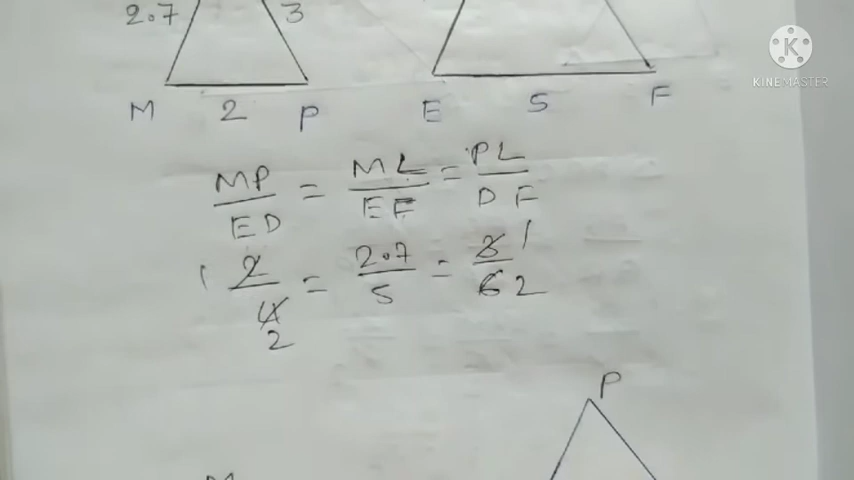 2.7 3
K
KINEMASTER
M 2 P E 5 F
MP/ED = ML/EF = PL/DF
1 2/4 = 2.7/5 = 3/6 1
2 2
P
M